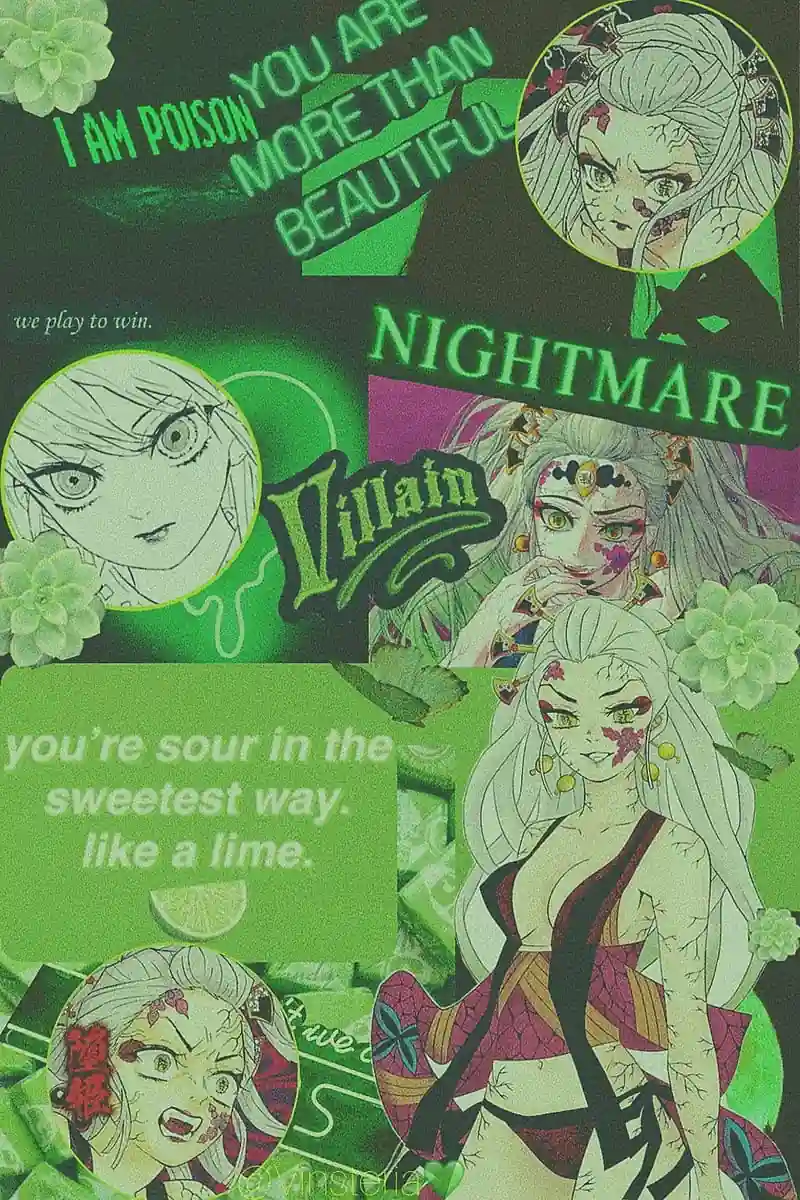 YOU ARE
MORE THAN
BEAUTIFUL
I AM POISON
we play to win.
NIGHTMARE
Villain
you're sour in the
sweetest way.
like a lime.
堕姫